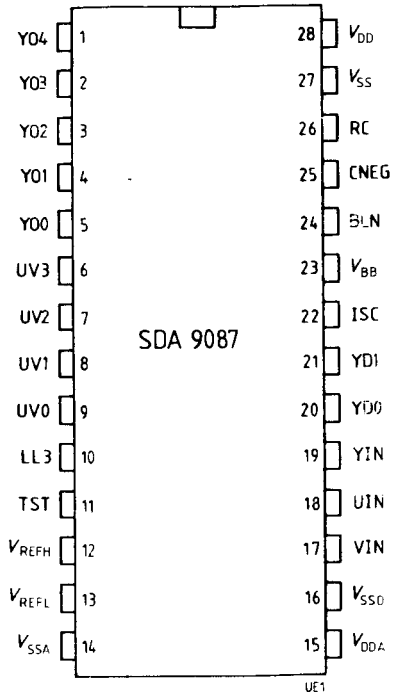 YO4 1 28 VDD
YO3 2 27 VSS
YO2 3 26 RC
YO1 4 25 CNEG
YO0 5 24 BLN
UV3 6 23 VBB
UV2 7 22 ISC
SDA 9087
UV1 8 21 YD1
UV0 9 20 YD0
LL3 10 19 YIN
TST 11 18 UIN
VREFH 12 17 VIN
VREFL 13 16 VSSD
VSSA 14 15 VDDA
UE1